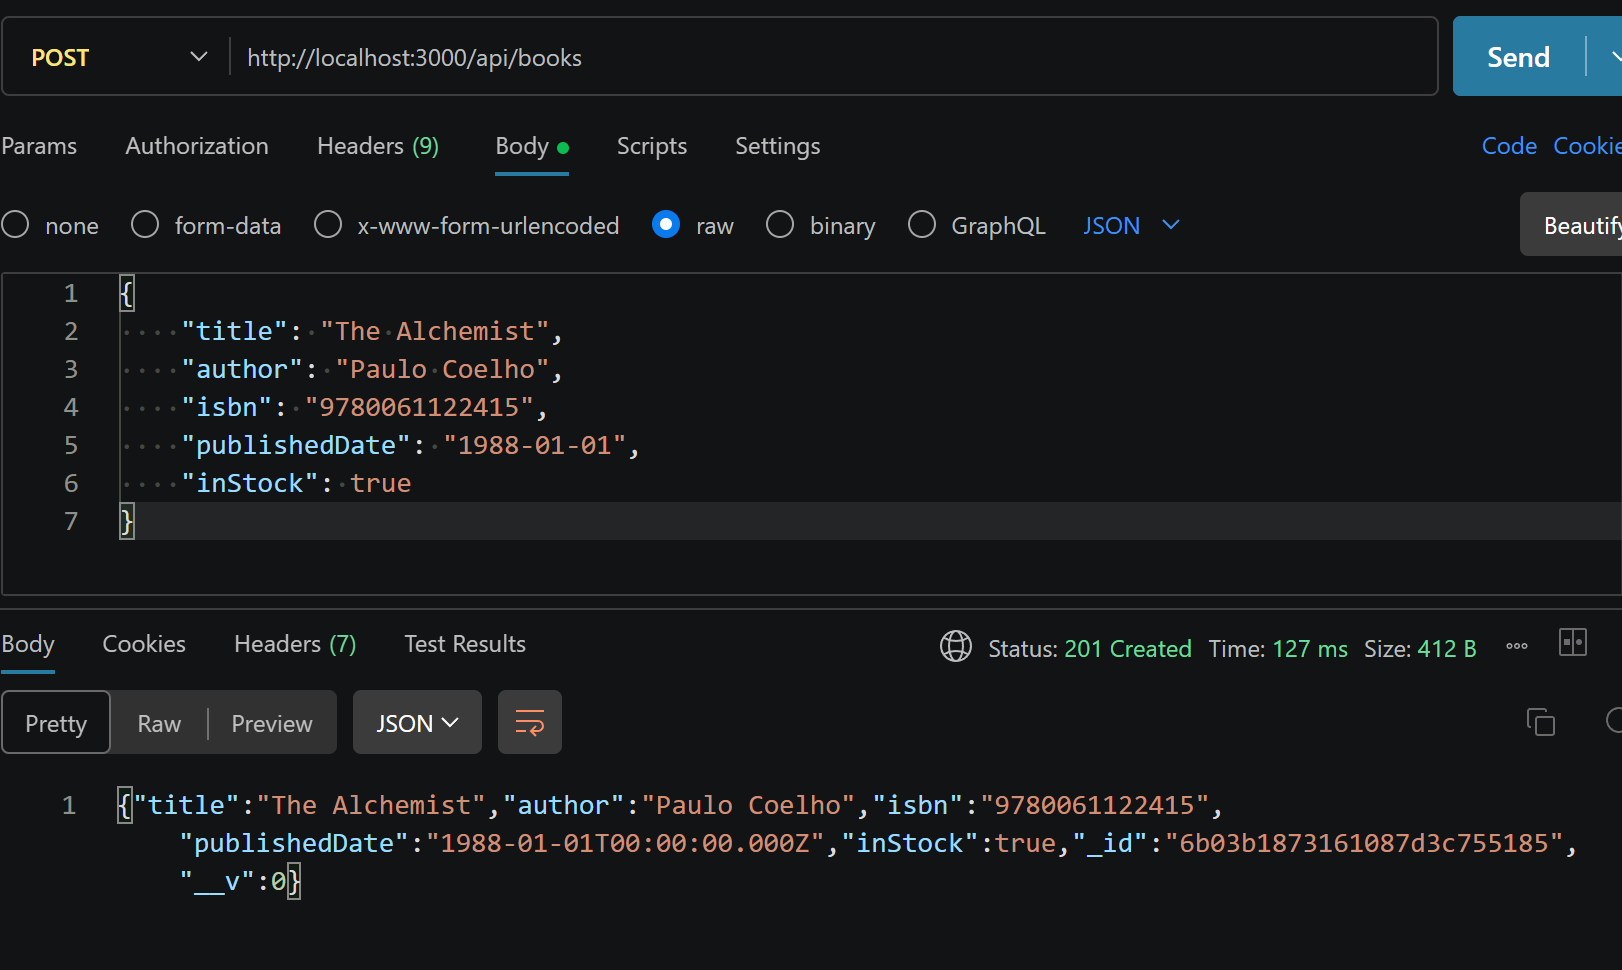 POST http://localhost:3000/api/books Send
Params Authorization Headers (9) Body Scripts Settings Code Cookie
none form-data x-www-form-urlencoded raw binary GraphQL JSON Beautify
1 {
2 "title": "The Alchemist",
3 "author": "Paulo Coelho",
4 "isbn": "9780061122415",
5 "publishedDate": "1988-01-01",
6 "inStock": true
7 }
Body Cookies Headers (7) Test Results Status: 201 Created Time: 127 ms Size: 412 B
Pretty Raw Preview JSON
1 {"title":"The Alchemist","author":"Paulo Coelho","isbn":"9780061122415",
"publishedDate":"1988-01-01T00:00:00.000Z","inStock":true,"_id":"6b03b1873161087d3c755185",
"__v":0}